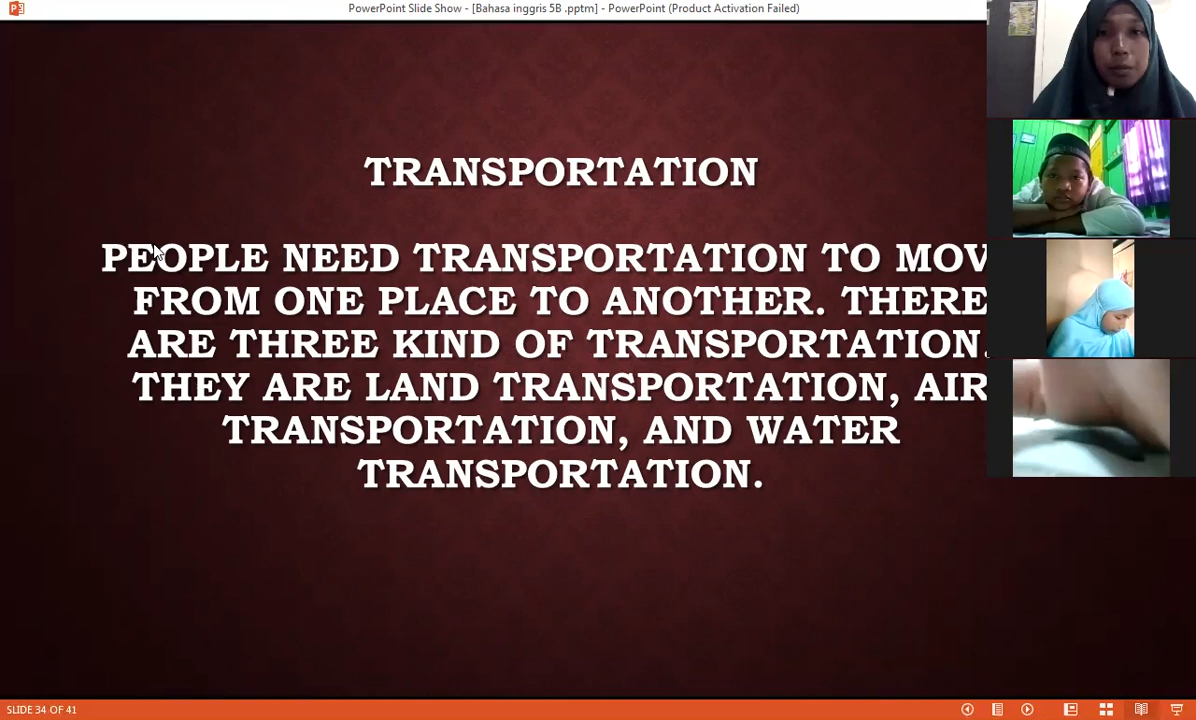 PowerPoint Slide Show - [Bahasa inggris 5B .pptm] - PowerPoint (Product Activation Failed)
TRANSPORTATION
PEOPLE NEED TRANSPORTATION TO MOV
FROM ONE PLACE TO ANOTHER. THERE
ARE THREE KIND OF TRANSPORTATION.
THEY ARE LAND TRANSPORTATION, AIR
TRANSPORTATION, AND WATER
TRANSPORTATION.
SLIDE 34 OF 41